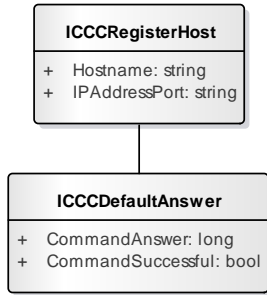 ICCCRegisterHost
+ Hostname: string
+ IPAddressPort: string
ICCCDefaultAnswer
+ CommandAnswer: long
+ CommandSuccessful: bool